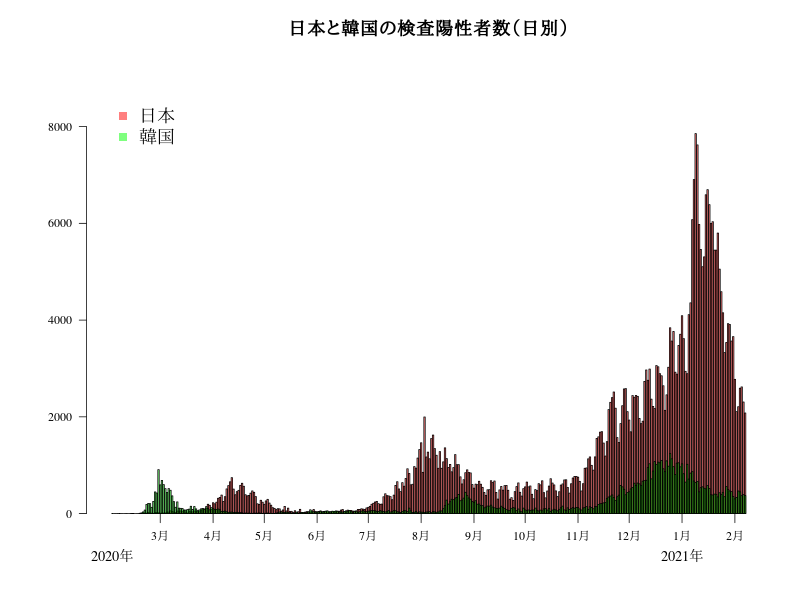 日本と韓国の検査陽性者数（日別）
日本
韓国
8000
6000
4000
2000
0
3月 4月 5月 6月 7月 8月 9月 10月 11月 12月 1月 2月
2020年 2021年